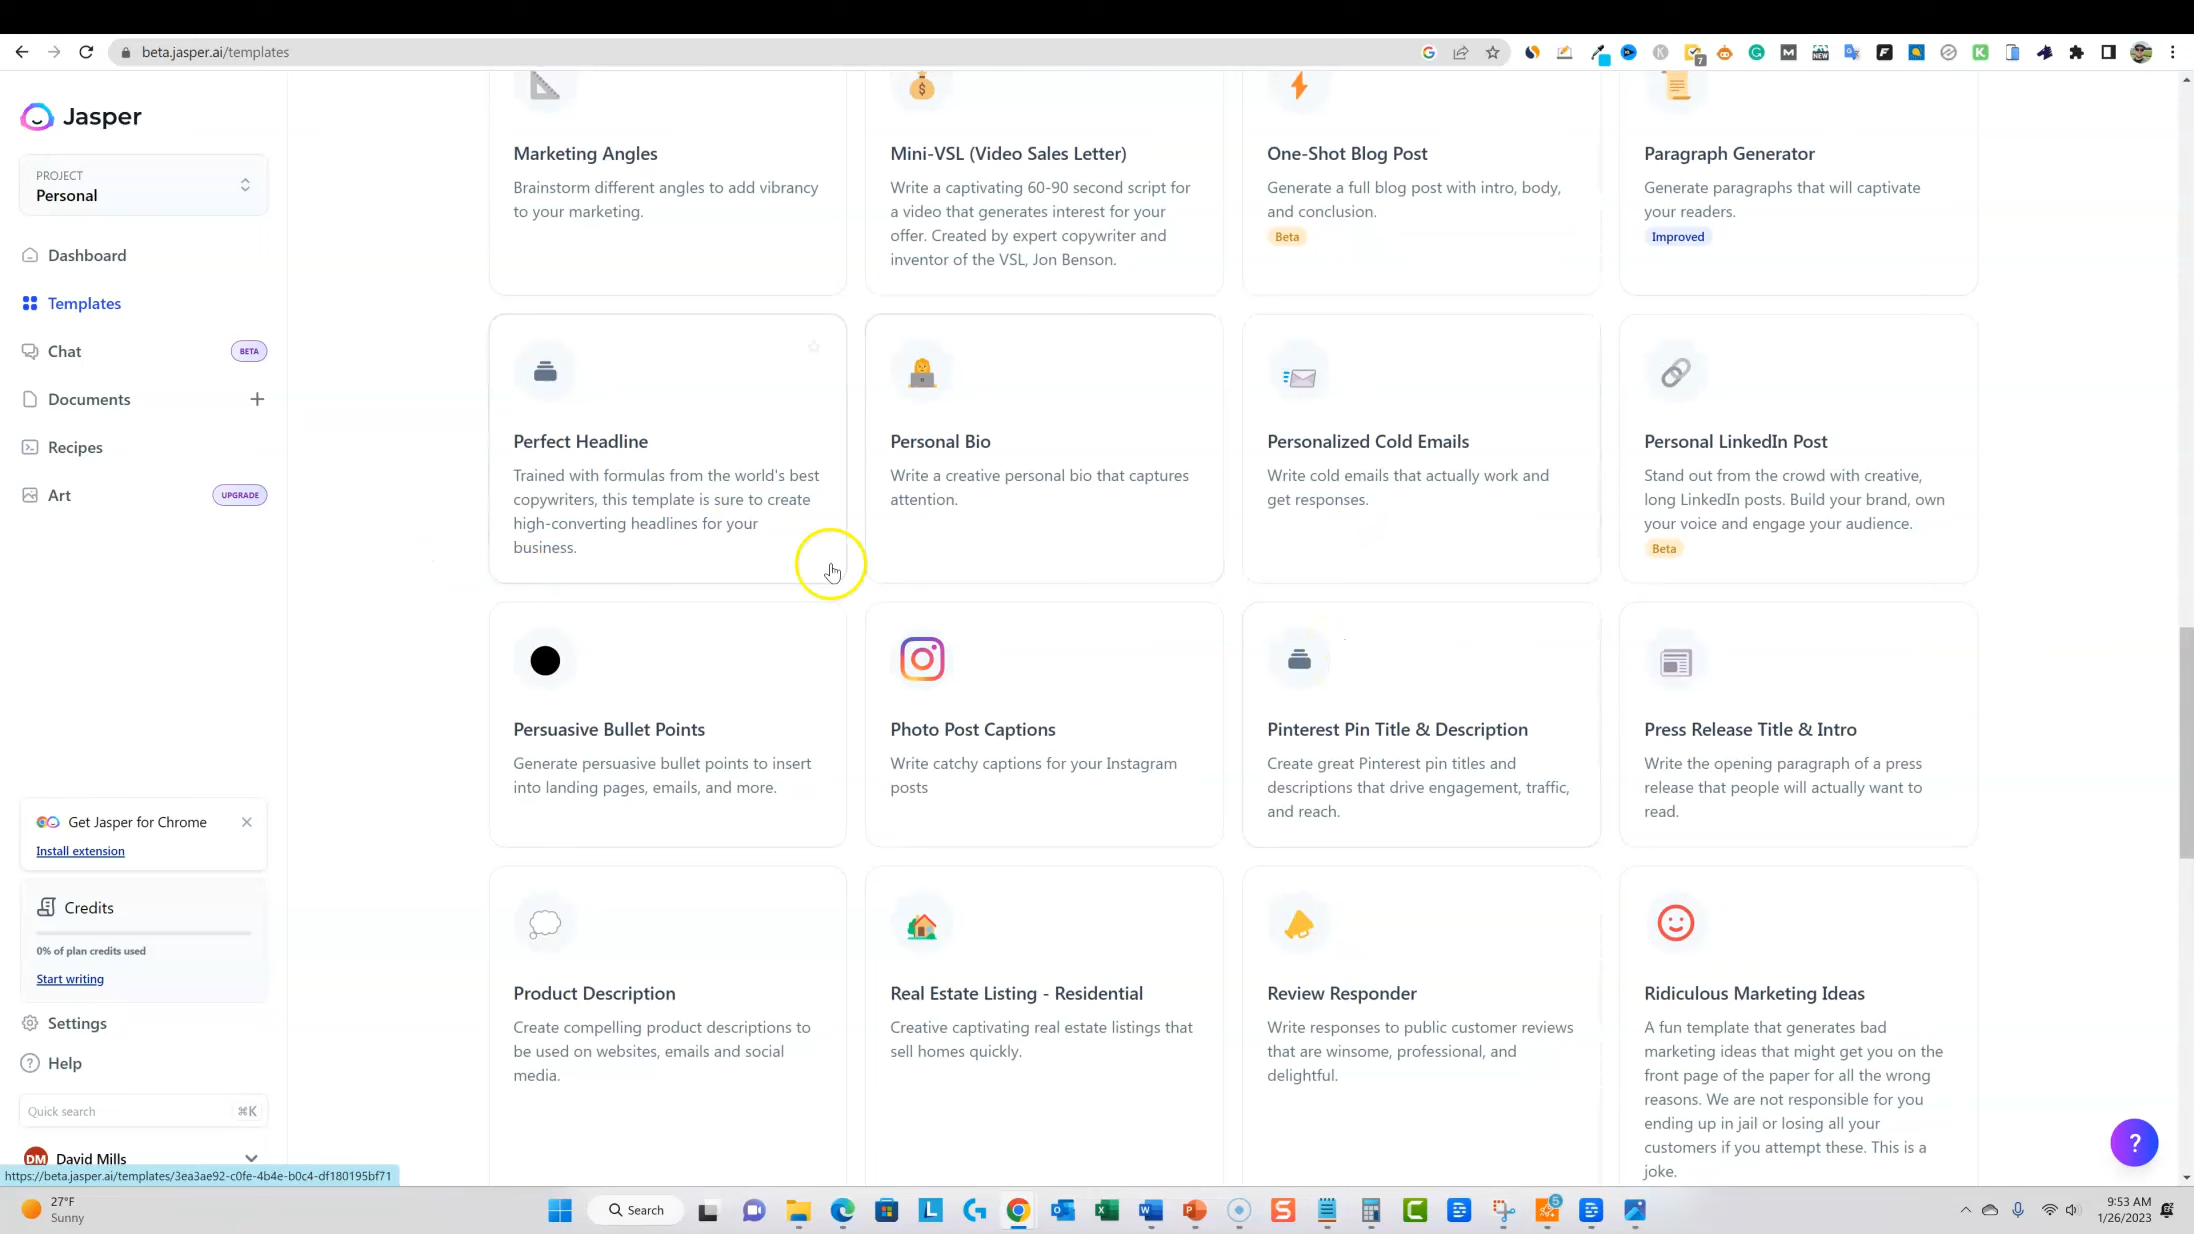 beta.jasper.ai/templates
7
NEW
Jasper
PROJECT
Personal
Dashboard
Templates
Chat
BETA
Documents
Recipes
Art
UPGRADE
Get Jasper for Chrome
Install extension
Credits
0% of plan credits used
Start writing
Settings
Help
Quick search
⌘K
DM
David Mills
https://beta.jasper.ai/templates/3ea3ae92-c0fe-4b4e-b0c4-df180195bf71
Marketing Angles
Brainstorm different angles to add vibrancy
to your marketing.
Mini-VSL (Video Sales Letter)
Write a captivating 60-90 second script for
a video that generates interest for your
offer. Created by expert copywriter and
inventor of the VSL, Jon Benson.
One-Shot Blog Post
Generate a full blog post with intro, body,
and conclusion.
Beta
Paragraph Generator
Generate paragraphs that will captivate
your readers.
Improved
Perfect Headline
Trained with formulas from the world's best
copywriters, this template is sure to create
high-converting headlines for your
business.
Personal Bio
Write a creative personal bio that captures
attention.
Personalized Cold Emails
Write cold emails that actually work and
get responses.
Personal LinkedIn Post
Stand out from the crowd with creative,
long LinkedIn posts. Build your brand, own
your voice and engage your audience.
Beta
Persuasive Bullet Points
Generate persuasive bullet points to insert
into landing pages, emails, and more.
Photo Post Captions
Write catchy captions for your Instagram
posts
Pinterest Pin Title & Description
Create great Pinterest pin titles and
descriptions that drive engagement, traffic,
and reach.
Press Release Title & Intro
Write the opening paragraph of a press
release that people will actually want to
read.
Product Description
Create compelling product descriptions to
be used on websites, emails and social
media.
Real Estate Listing - Residential
Creative captivating real estate listings that
sell homes quickly.
Review Responder
Write responses to public customer reviews
that are winsome, professional, and
delightful.
Ridiculous Marketing Ideas
A fun template that generates bad
marketing ideas that might get you on the
front page of the paper for all the wrong
reasons. We are not responsible for you
ending up in jail or losing all your
customers if you attempt these. This is a
joke.
?
27°F
Sunny
Search
5
9:53 AM
1/26/2023